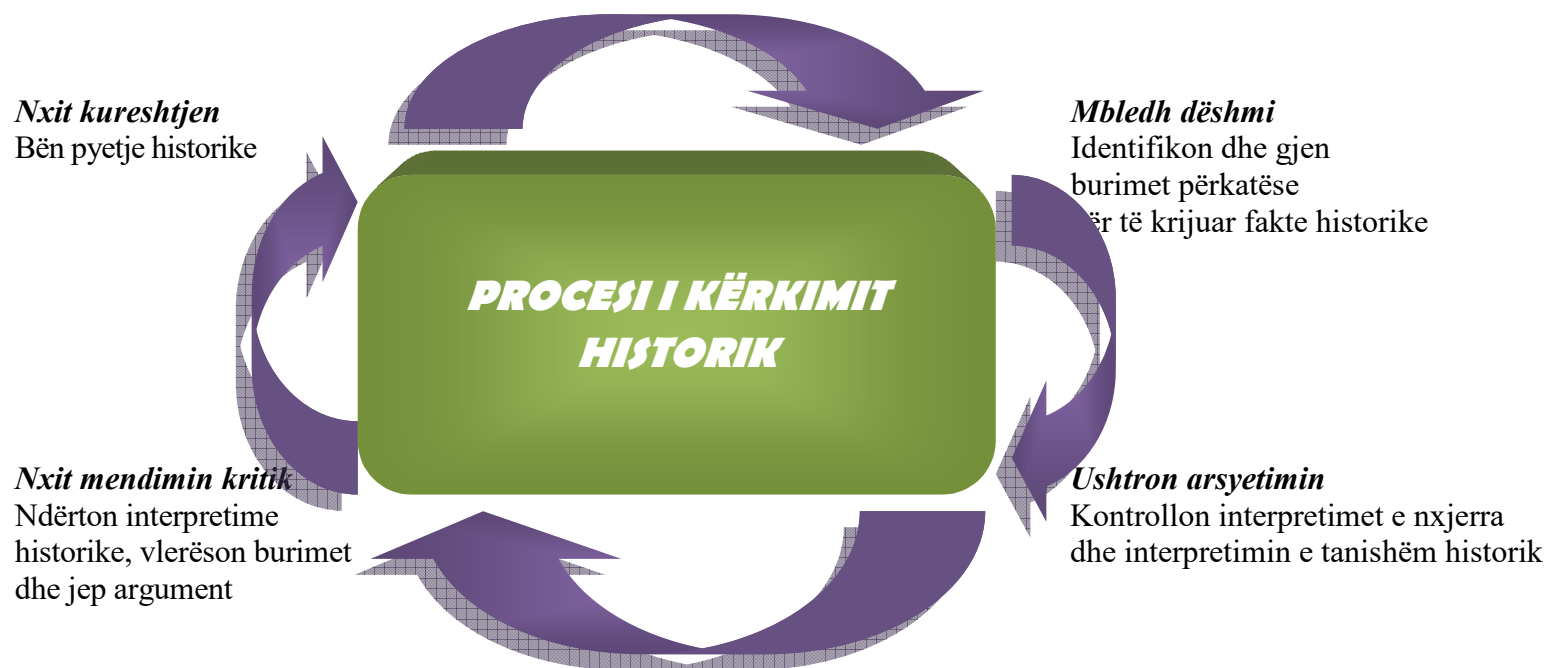 Nxit kureshtjen
Bën pyetje historike
Mbledh dëshmi
Identifikon dhe gjen
burimet përkatëse
për të krijuar fakte historike
PROCESI I KËRKIMIT
HISTORIK
Nxit mendimin kritik
Ndërton interpretime
historike, vlerëson burimet
dhe jep argument
Ushtron arsyetimin
Kontrollon interpretimet e nxjerra
dhe interpretimin e tanishëm historik